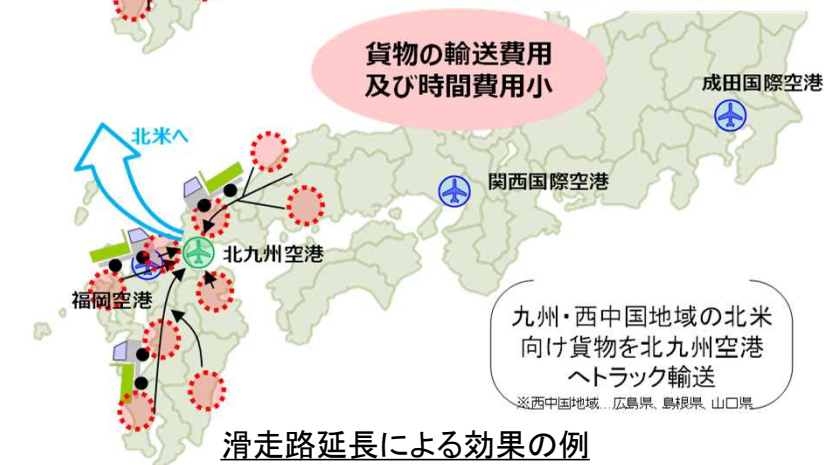 貨物の輸送費用
及び時間費用小
成田国際空港
北米へ
関西国際空港
北九州空港
福岡空港
九州・西中国地域の北米
向け貨物を北九州空港
へトラック輸送
※西中国地域…広島県、島根県、山口県
滑走路延長による効果の例